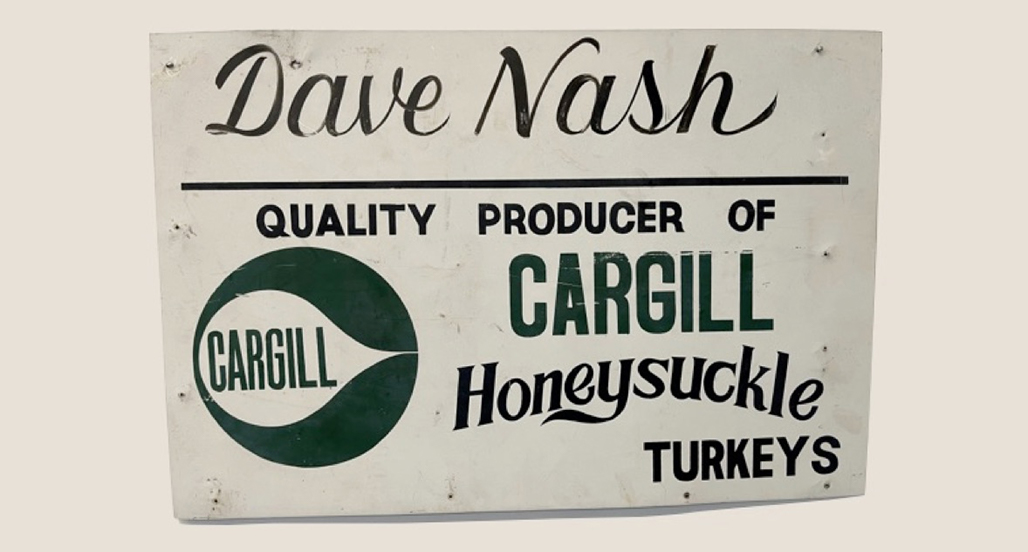 Dave Nash
QUALITY PRODUCER OF
CARGILL
CARGILL
Honeysuckle
TURKEYS